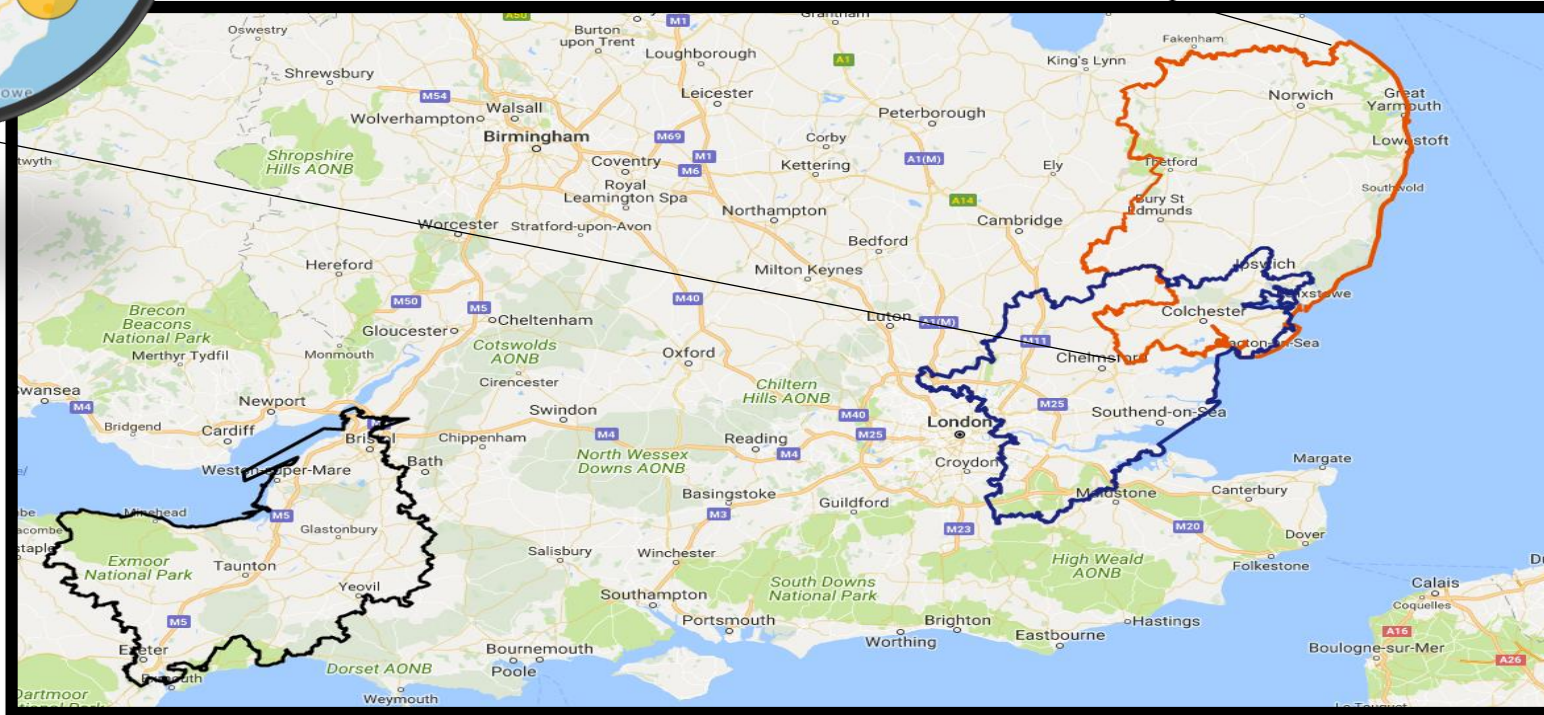 A50
M1
Grantham
Oswestry
Burton
upon Trent
Loughborough
A1
King's Lynn
Fakenham
Shrewsbury
M54
Walsall
Leicester
Wolverhampton
Peterborough
Norwich
Great
Yarmouth
Birmingham
M69
Corby
Lowestoft
Shropshire
Hills AONB
Coventry
M1
M6
Kettering
A1(M)
Ely
Thetford
Royal
Leamington Spa
Southwold
Northampton
A14
Bury St
Edmunds
Worcester
Stratford-upon-Avon
Cambridge
Bedford
Hereford
Milton Keynes
Ipswich
M50
M5
M40
Brecon
Beacons
National Park
Cheltenham
Gloucester
Luton
A1(M)
Colchester
Merthyr Tydfil
Monmouth
Cotswolds
AONB
Oxford
M11
Chelmsford
Cirencester
Chiltern
Hills AONB
Swansea
M4
Newport
Swindon
M40
M25
Southend-on-Sea
Bridgend
Cardiff
Bristol
Chippenham
M4
Reading
M25
London
Bath
North Wessex
Downs AONB
M4
Croydon
Margate
Weston-super-Mare
Basingstoke
Guildford
Maidstone
Canterbury
Minehead
M5
M3
M23
M20
Glastonbury
Dover
Exmoor
National Park
Taunton
Salisbury
Winchester
High Weald
AONB
Folkestone
Yeovil
South Downs
National Park
Calais
Southampton
Coquelles
M5
Portsmouth
Brighton
Hastings
A16
Exeter
Bournemouth
Worthing
Eastbourne
Boulogne-sur-Mer
Dorset AONB
Poole
A26
Exmouth
Weymouth
Dartmoor